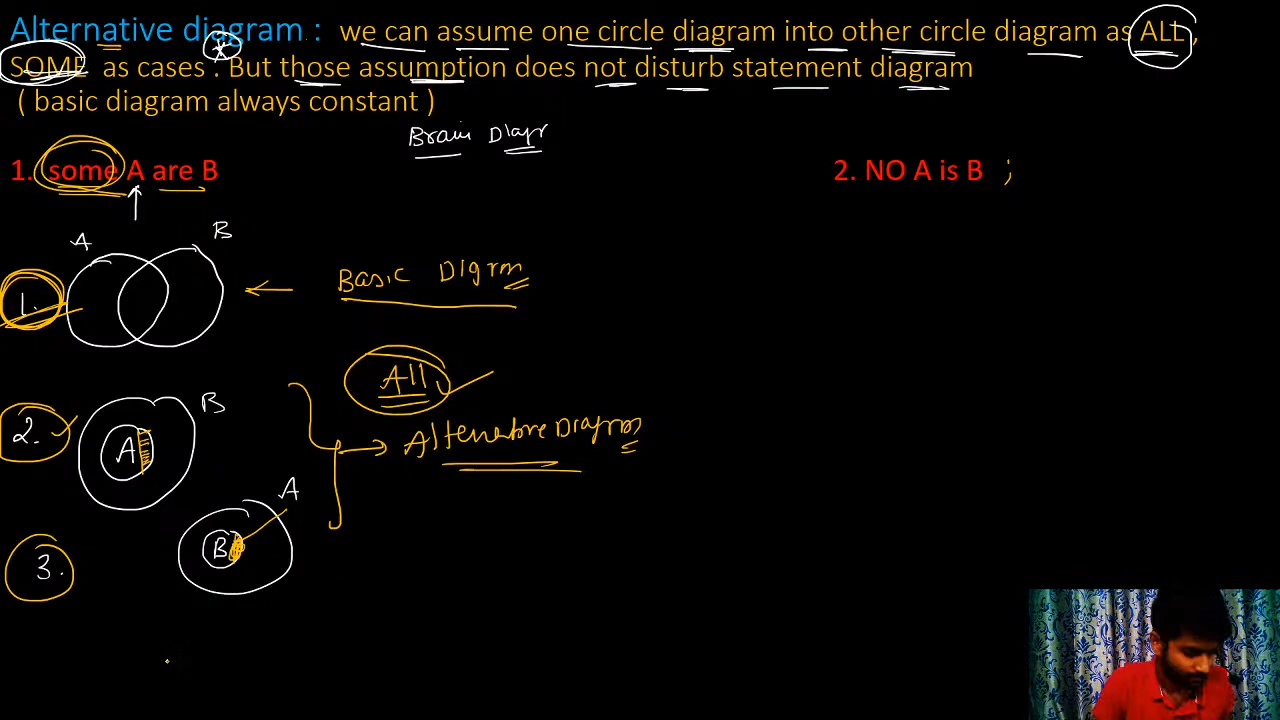 Alternative diagram : we can assume one circle diagram into other circle diagram as ALL ,
SOME as cases . But those assumption does not disturb statement diagram
( basic diagram always constant )
Brain Diagr
1. some A are B
2. NO A is B ;
A B
1.
Basic Digrm
All
2. A B
Alternative Diagrm
A
3. B